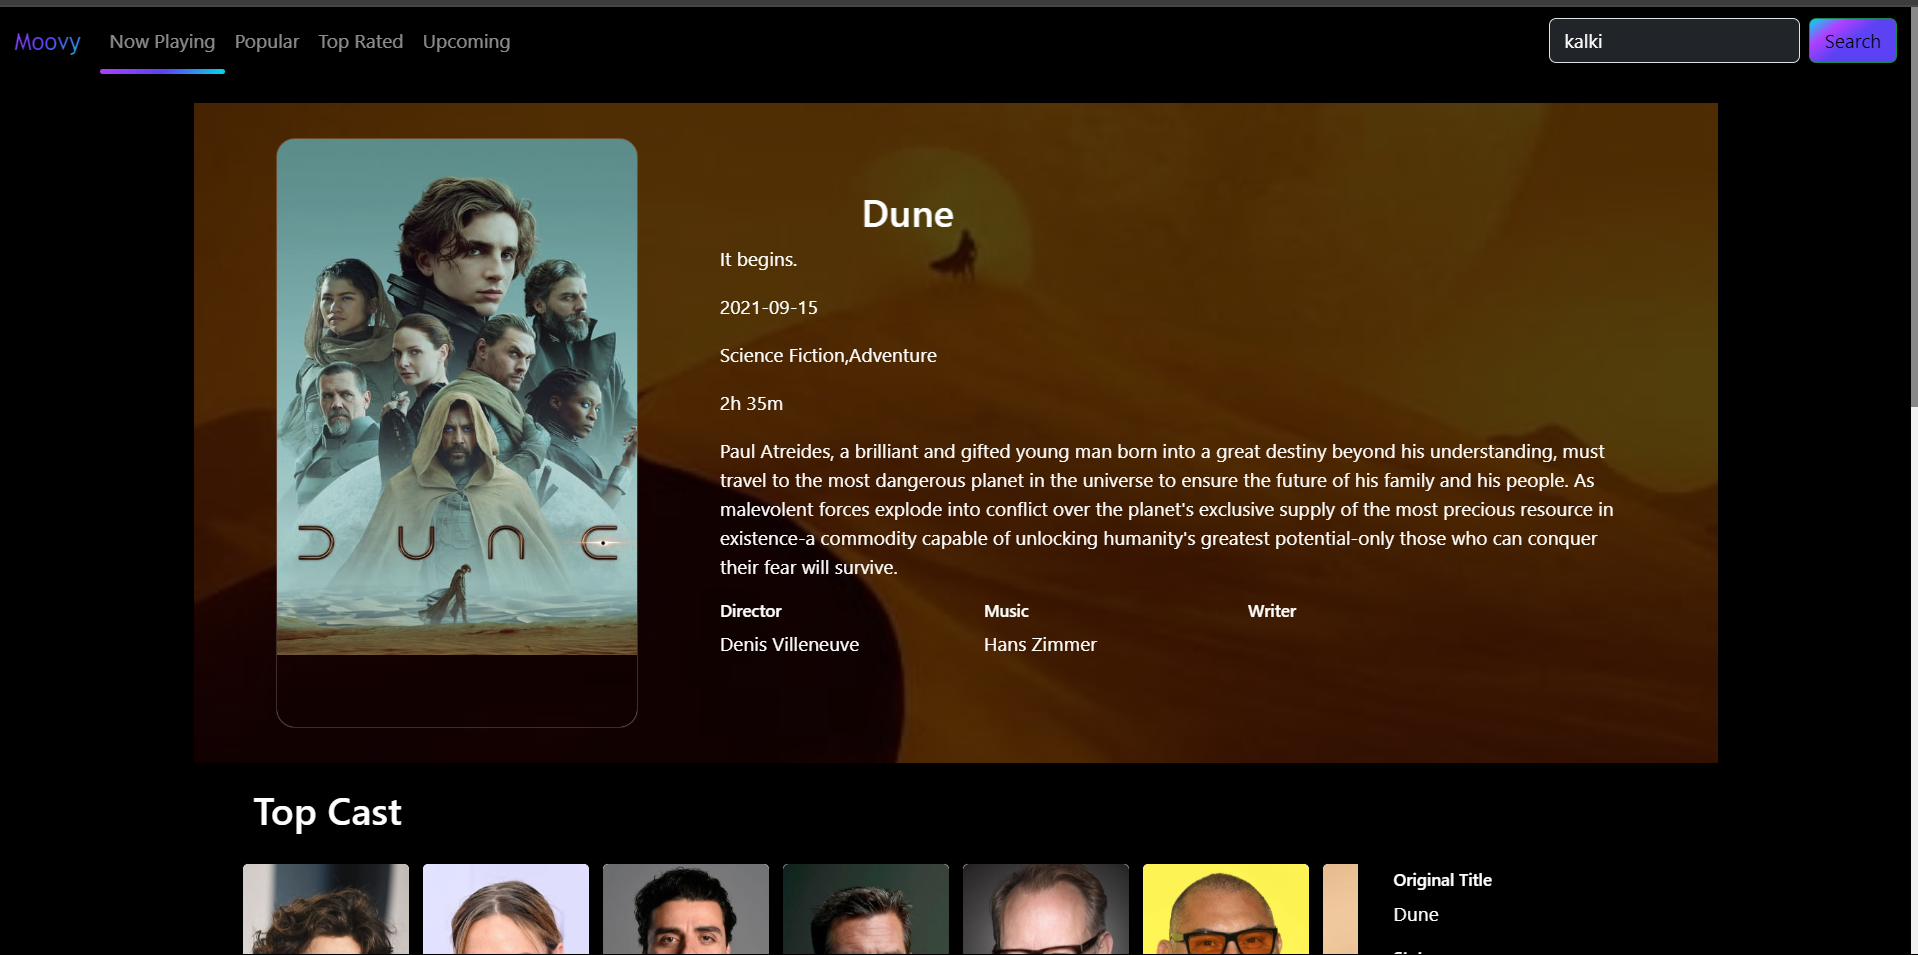 Moovy
Now Playing
Popular
Top Rated
Upcoming
kalki
Search
DUNE
Dune
It begins.
2021-09-15
Science Fiction,Adventure
2h 35m
Paul Atreides, a brilliant and gifted young man born into a great destiny beyond his understanding, must
travel to the most dangerous planet in the universe to ensure the future of his family and his people. As
malevolent forces explode into conflict over the planet's exclusive supply of the most precious resource in
existence-a commodity capable of unlocking humanity's greatest potential-only those who can conquer
their fear will survive.
Director
Music
Writer
Denis Villeneuve
Hans Zimmer
Top Cast
Original Title
Dune